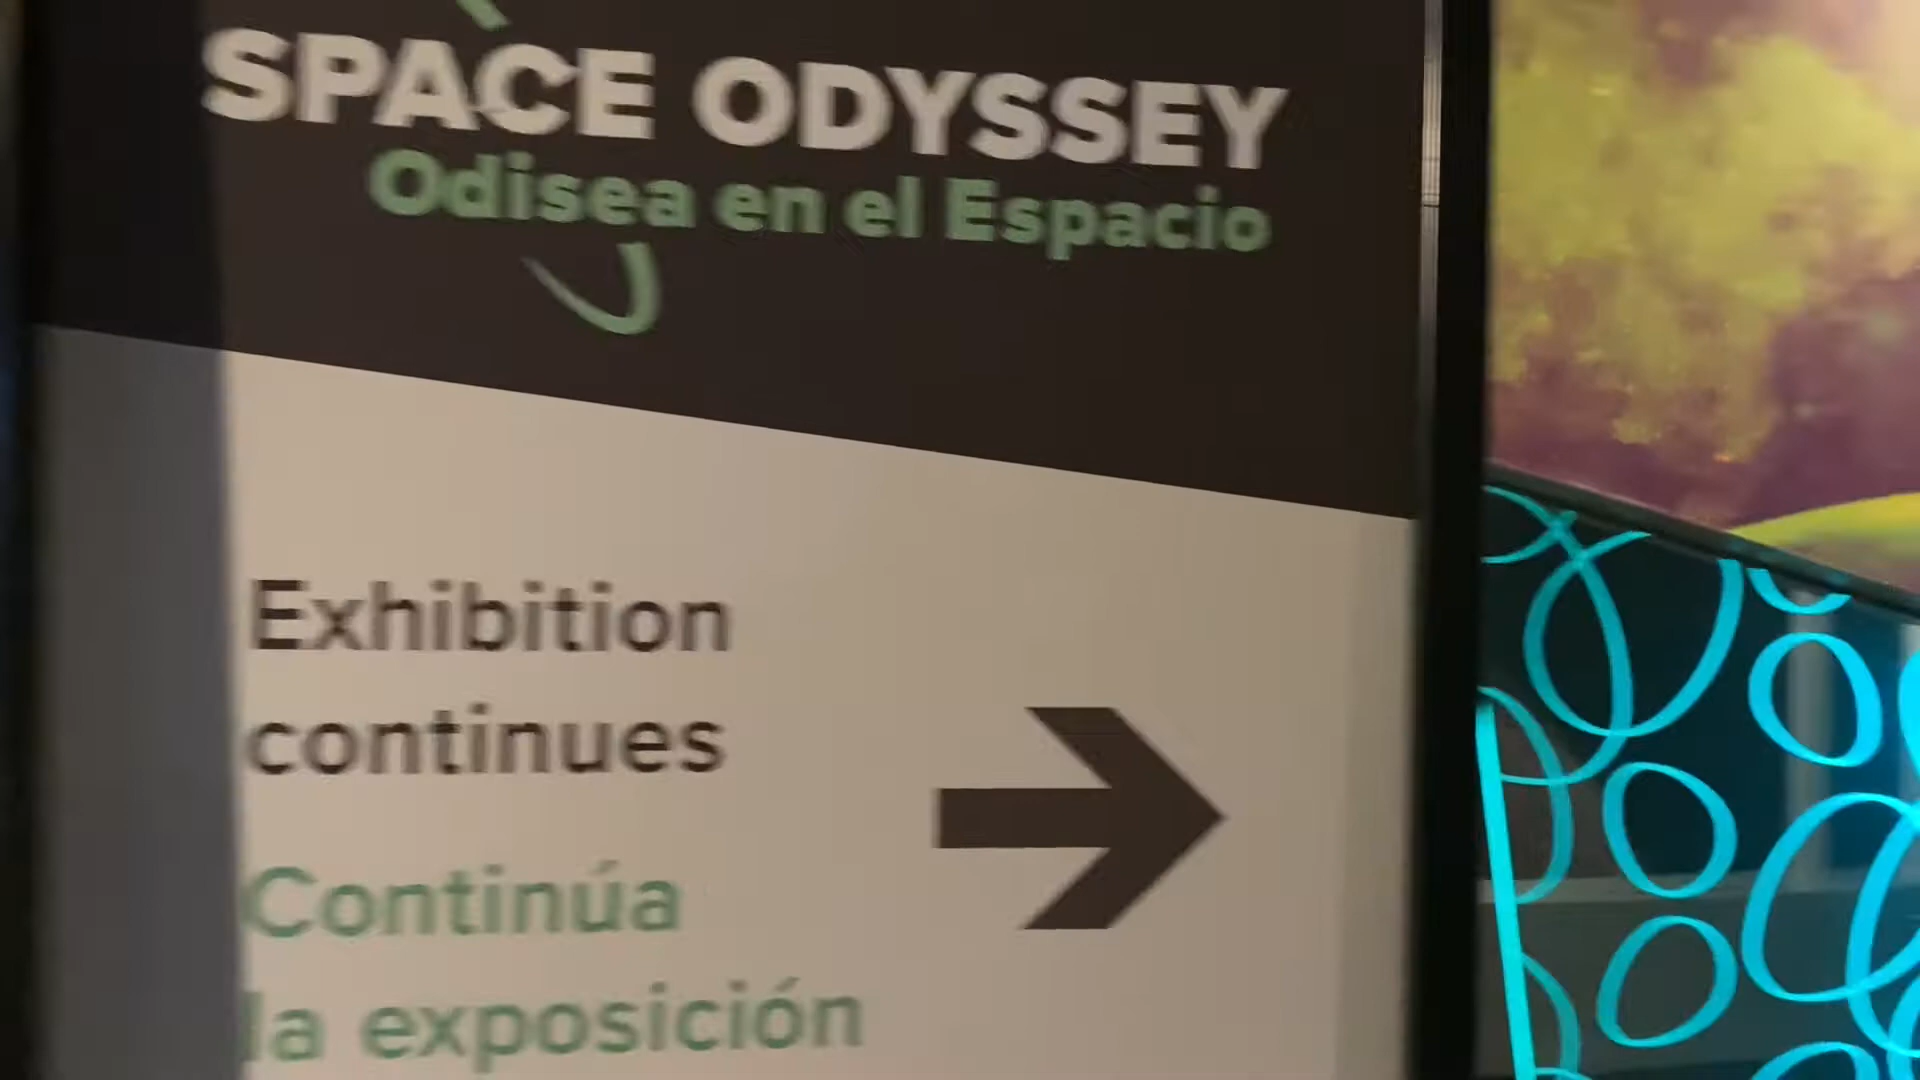 SPACE ODYSSEY
Odisea en el Espacio
Exhibition
continues
Continúa
la exposición